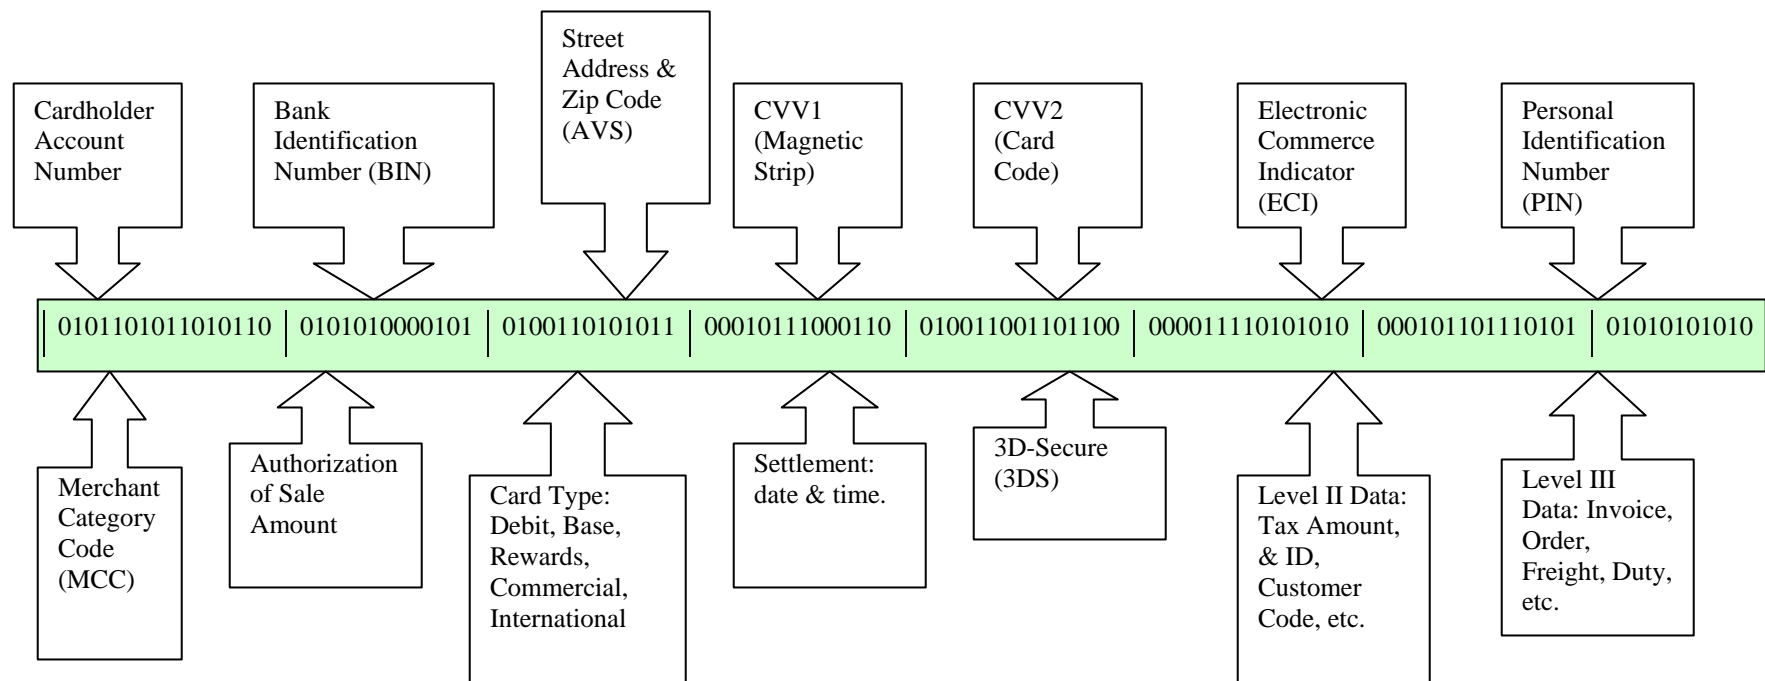 Cardholder
Account
Number
Bank
Identification
Number (BIN)
Street
Address &
Zip Code
(AVS)
CVV1
(Magnetic
Strip)
CVV2
(Card
Code)
Electronic
Commerce
Indicator
(ECI)
Personal
Identification
Number
(PIN)
0101101011010110 0101010000101 0100110101011 00010111000110 010011001101100 000011110101010 000101101110101 01010101010
Merchant
Category
Code
(MCC)
Authorization
of Sale
Amount
Card Type:
Debit, Base,
Rewards,
Commercial,
International
Settlement:
date & time.
3D-Secure
(3DS)
Level II Data:
Tax Amount,
& ID,
Customer
Code, etc.
Level III
Data: Invoice,
Order,
Freight, Duty,
etc.